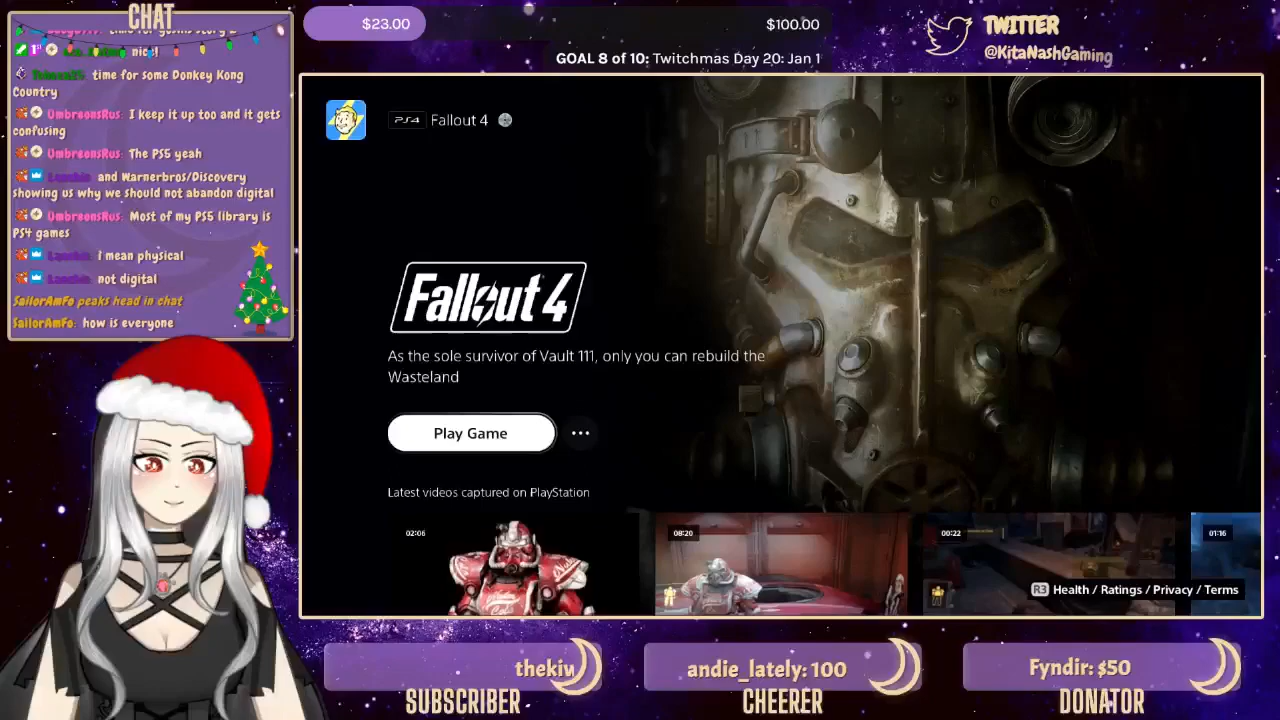 CHAT
nice!
time for some Donkey Kong
Country
UmbreonsRus: I keep it up too and it gets
confusing
UmbreonsRus: The PS5 yeah
and Warnerbros/Discovery
showing us why we should not abandon digital
UmbreonsRus: Most of my PS5 library is
PS4 games
i mean physical
not digital
SailorAmFo peaks head in chat
SailorAmFo: how is everyone
$23.00
$100.00
GOAL 8 of 10: Twitchmas Day 20: Jan 1
TWITTER
@KitaNashGaming
PS4 Fallout 4
Fallout 4
As the sole survivor of Vault 111, only you can rebuild the
Wasteland
Play Game
Latest videos captured on PlayStation
02:06
08:20
00:22
01:16
R3 Health / Ratings / Privacy / Terms
thekiw
SUBSCRIBER
andie_lately: 100
CHEERER
Fyndir: $50
DONATOR